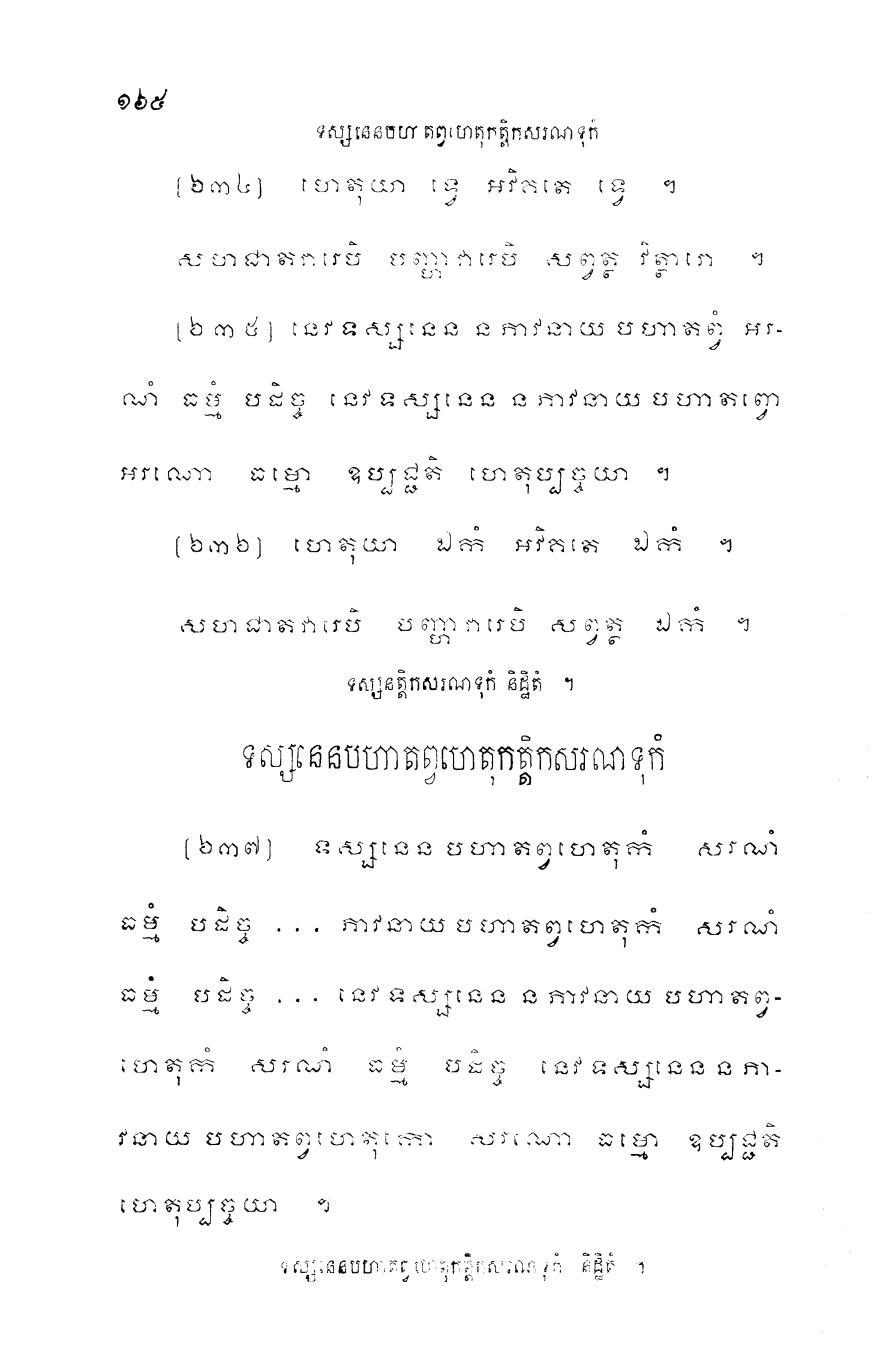 ១៦៥
ទស្សនេនបហាតព្វហេតុកត្តិកសរណទុកំ
[៦៣៤] ហេតុយា ទ្វេ អវិគតេ ទ្វេ ។
សហជាតវារេបិ បញ្ហាវារេបិ សព្វត្ថ វិត្ថារោ ។
[៦៣៥] នេវទស្សនេន ន ភាវនាយ បហាតព្វំ អរ-
ណំ ធម្មំ បដិច្ច នេវទស្សនេន ន ភាវនាយ បហាតព្វោ
អរណោ ធម្មោ ឧប្បជ្ជតិ ហេតុប្បច្ចយា ។
[៦៣៦] ហេតុយា ឯកំ អវិគតេ ឯកំ ។
សហជាតវារេបិ បញ្ហាវារេបិ សព្វត្ថ ឯកំ ។
ទស្សនត្តិកសរណទុកំ និដ្ឋិតំ ។
ទស្សនេនបហាតព្វហេតុកត្តិកសរណទុកំ
[៦៣៧] ទស្សនេន បហាតព្វហេតុកំ សរណំ
ធម្មំ បដិច្ច ... ភាវនាយ បហាតព្វហេតុកំ សរណំ
ធម្មំ បដិច្ច ... នេវទស្សនេន ន ភាវនាយ បហាតព្វ-
ហេតុកំ សរណំ ធម្មំ បដិច្ច នេវទស្សនេន ន ភា-
វនាយ បហាតព្វហេតុកោ សរណោ ធម្មោ ឧប្បជ្ជតិ
ហេតុប្បច្ចយា ។
ទស្សនេនបហាតព្វហេតុកត្តិកសរណទុកំ និដ្ឋិតំ ។